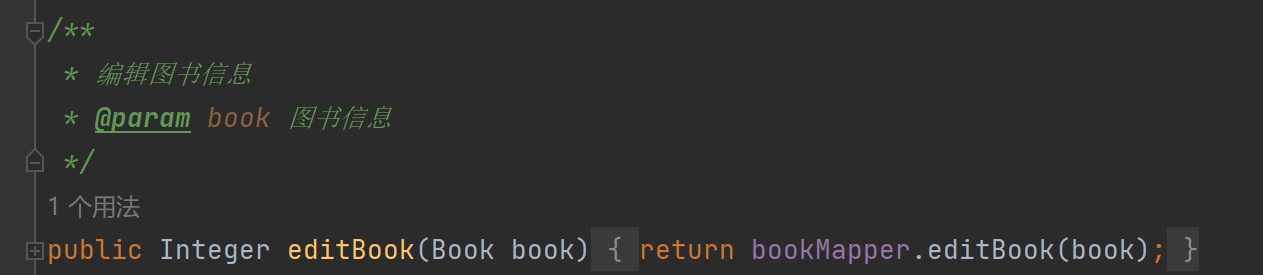 /**
* 编辑图书信息
* @param book 图书信息
*/
1 个用法
public Integer editBook(Book book) { return bookMapper.editBook(book); }